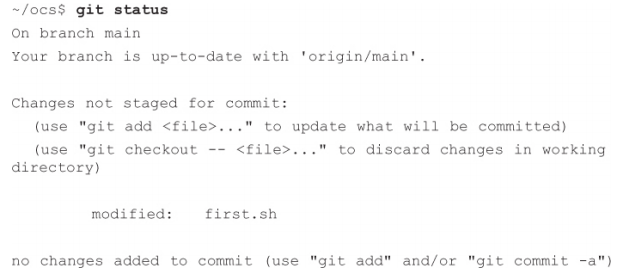 ~/ocs$ git status
On branch main
Your branch is up-to-date with 'origin/main'.
Changes not staged for commit:
(use "git add <file>..." to update what will be committed)
(use "git checkout -- <file>..." to discard changes in working
directory)
modified: first.sh
no changes added to commit (use "git add" and/or "git commit -a")